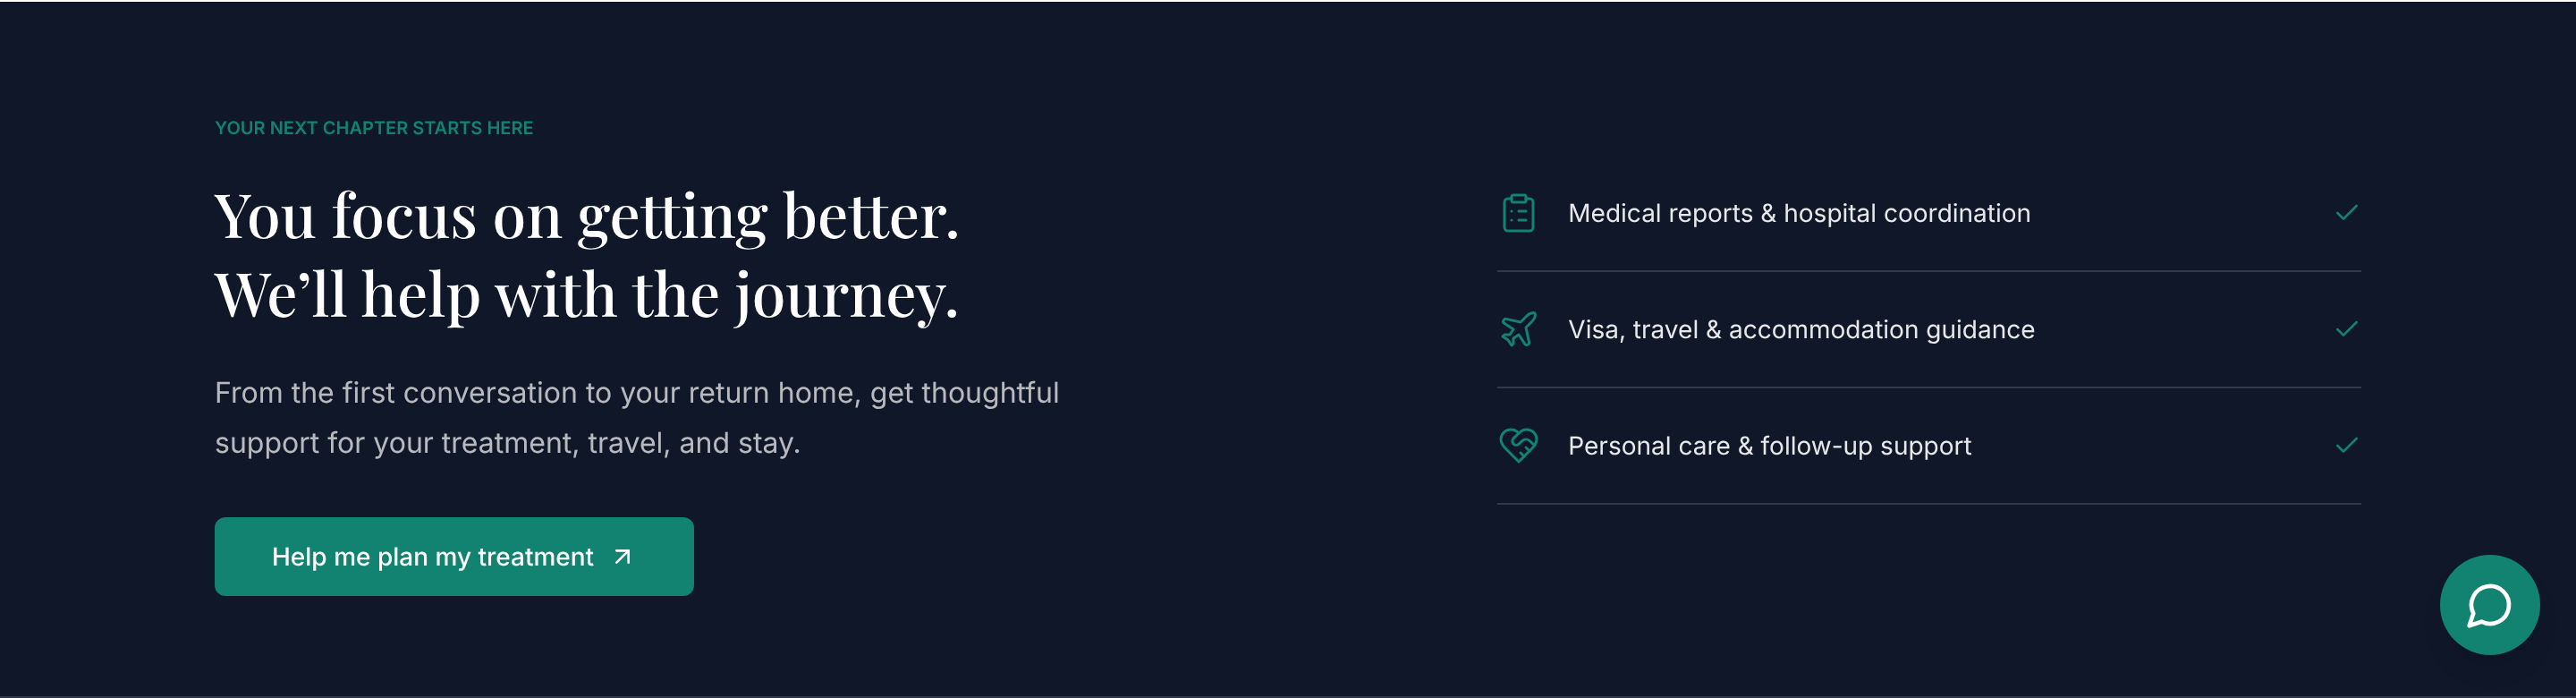 YOUR NEXT CHAPTER STARTS HERE
You focus on getting better.
We’ll help with the journey.
From the first conversation to your return home, get thoughtful
support for your treatment, travel, and stay.
Help me plan my treatment
Medical reports & hospital coordination
Visa, travel & accommodation guidance
Personal care & follow-up support